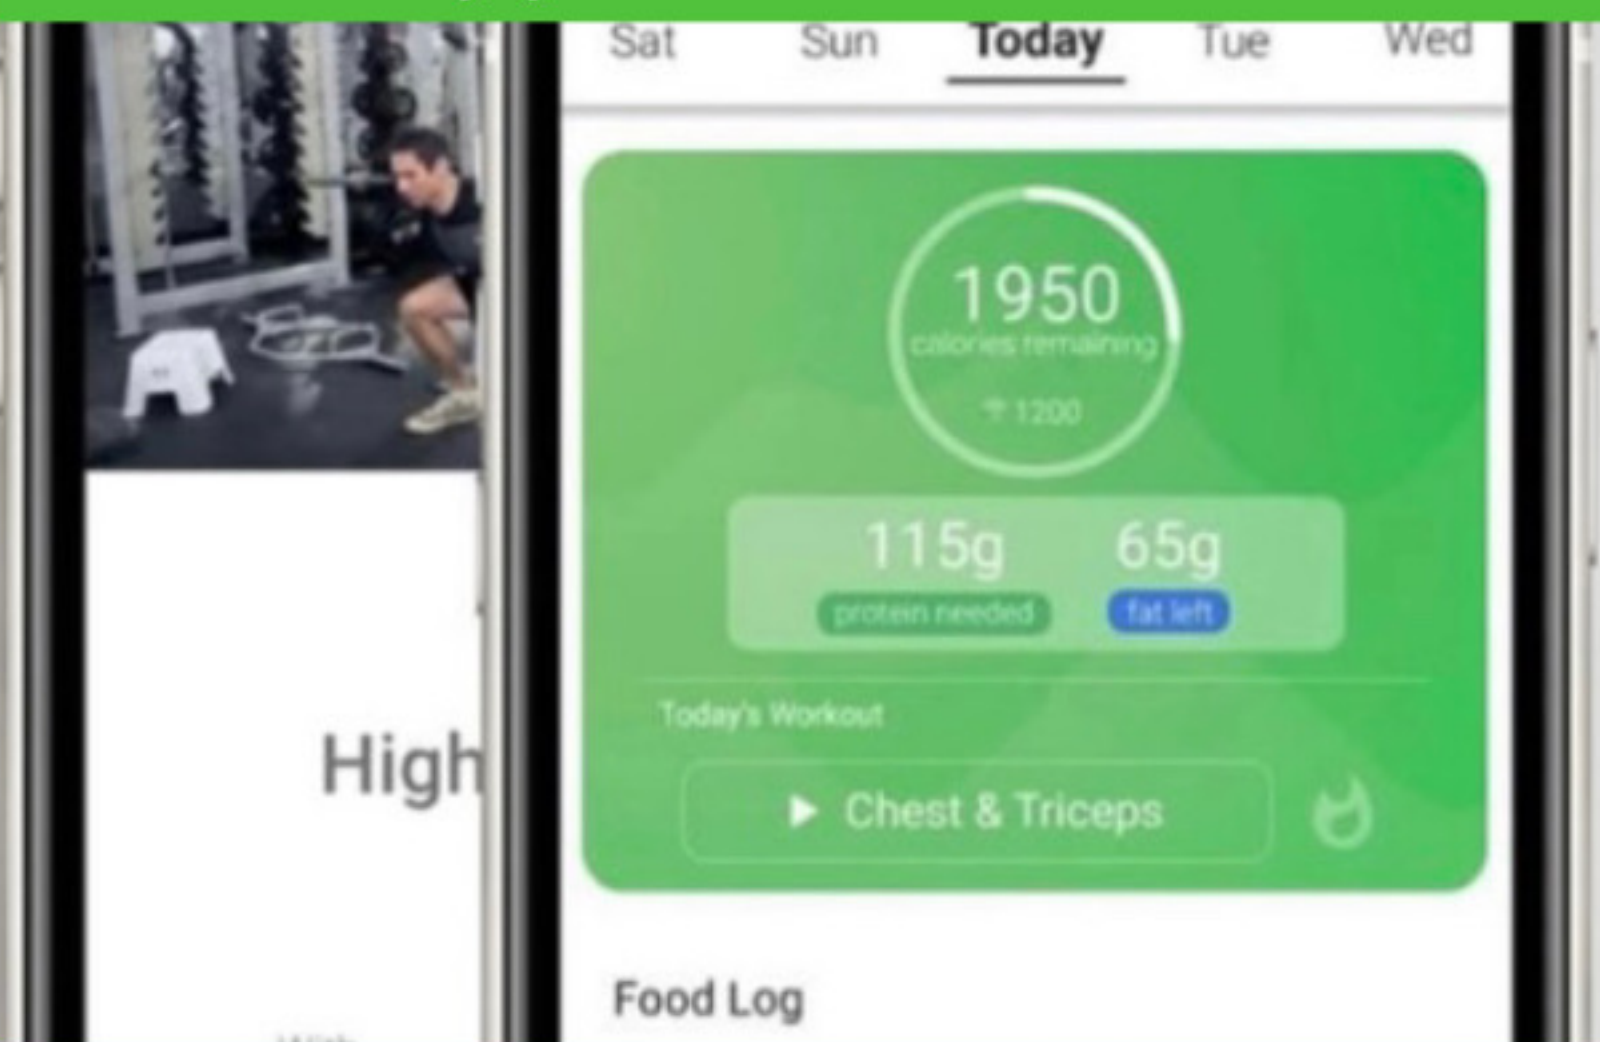 Sat Sun Today Tue Wed
1950
calories remaining
1200
115g 65g
protein needed fat left
Today's Workout
Chest & Triceps
High
Food Log